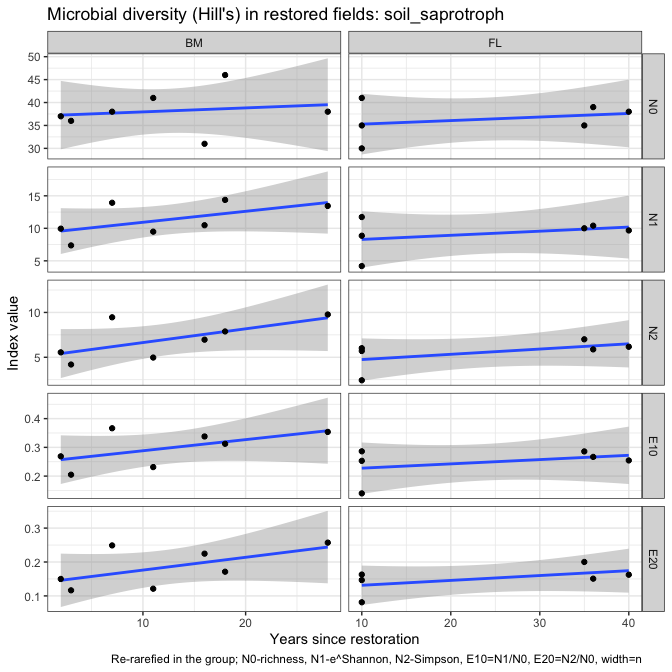 Microbial diversity (Hill's) in restored fields: soil_saprotroph
BM
FL
50
45
40
35
30
N0
15
10
5
N1
10
5
N2
0.4
0.3
0.2
E10
0.3
0.2
0.1
E20
Index value
10
20
10
20
30
40
Years since restoration
Re-rarefied in the group; N0-richness, N1-e^Shannon, N2-Simpson, E10=N1/N0, E20=N2/N0, width=n